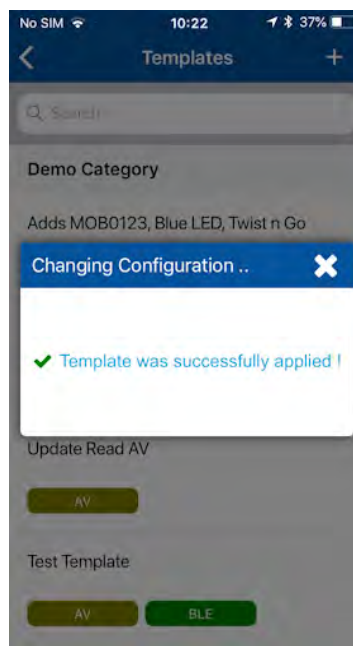 No SIM 10:22 37%
Templates +
Search
Demo Category
Adds MOB0123, Blue LED, Twist n Go
Changing Configuration ..
Template was successfully applied !
Update Read AV
AV
Test Template
AV BLE